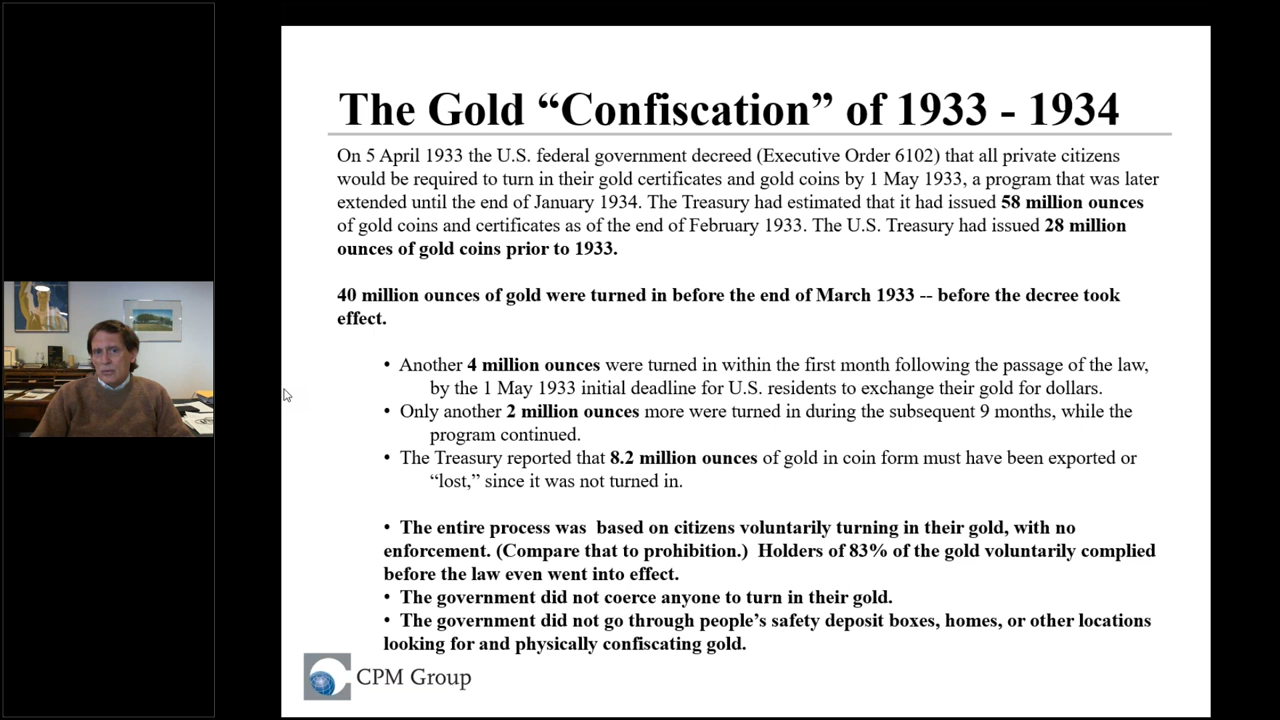 The Gold “Confiscation” of 1933 - 1934
On 5 April 1933 the U.S. federal government decreed (Executive Order 6102) that all private citizens
would be required to turn in their gold certificates and gold coins by 1 May 1933, a program that was later
extended until the end of January 1934. The Treasury had estimated that it had issued 58 million ounces
of gold coins and certificates as of the end of February 1933. The U.S. Treasury had issued 28 million
ounces of gold coins prior to 1933.
40 million ounces of gold were turned in before the end of March 1933 -- before the decree took
effect.
• Another 4 million ounces were turned in within the first month following the passage of the law,
by the 1 May 1933 initial deadline for U.S. residents to exchange their gold for dollars.
• Only another 2 million ounces more were turned in during the subsequent 9 months, while the
program continued.
• The Treasury reported that 8.2 million ounces of gold in coin form must have been exported or
“lost,” since it was not turned in.
• The entire process was based on citizens voluntarily turning in their gold, with no
enforcement. (Compare that to prohibition.) Holders of 83% of the gold voluntarily complied
before the law even went into effect.
• The government did not coerce anyone to turn in their gold.
• The government did not go through people’s safety deposit boxes, homes, or other locations
looking for and physically confiscating gold.
CPM Group